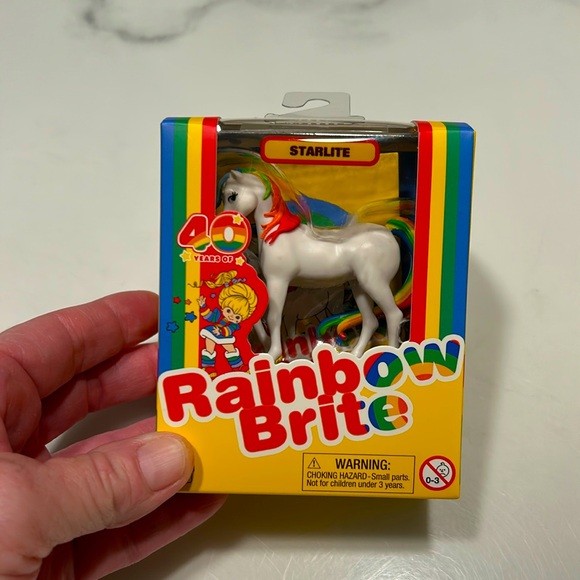 STARLITE
40
YEARS OF
Rainbow
Brite
WARNING:
CHOKING HAZARD-Small parts.
Not for children under 3 years.
0-3